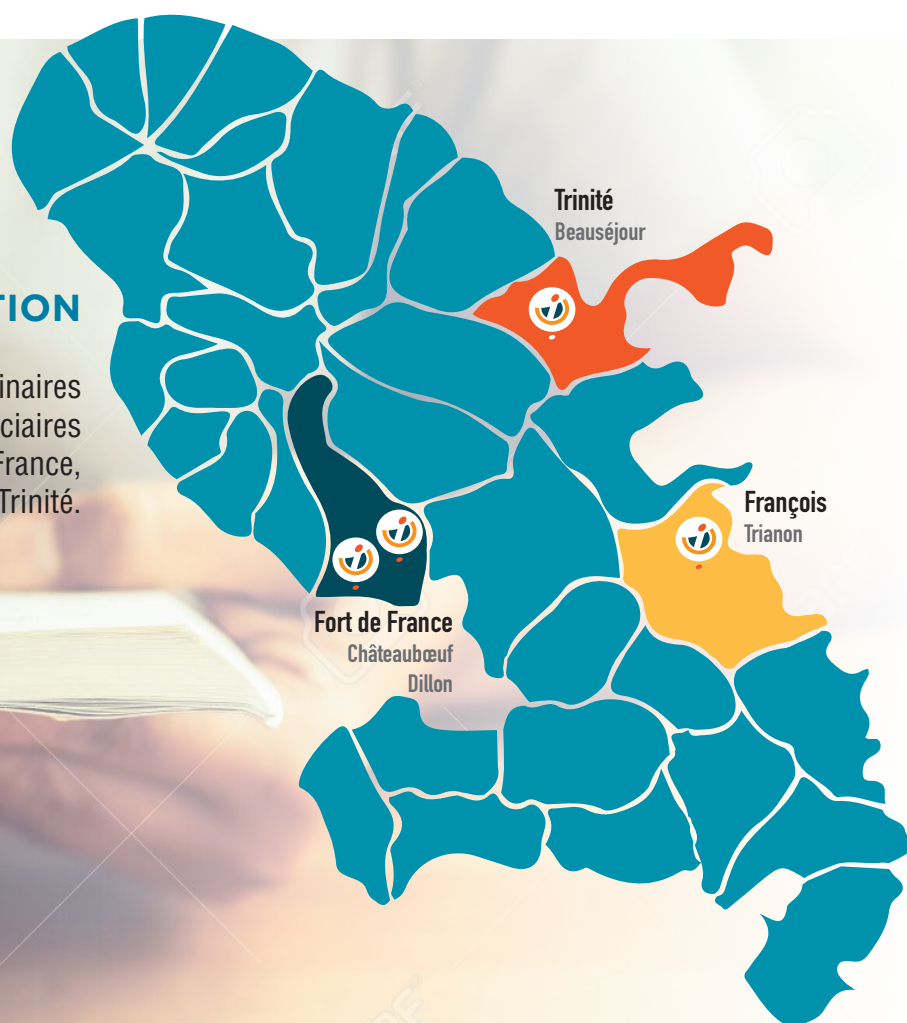 Trinité
Beauséjour
TION
inaires
ciaires
France,
Trinité.
François
Trianon
Fort de France
Châteaubœuf
Dillon